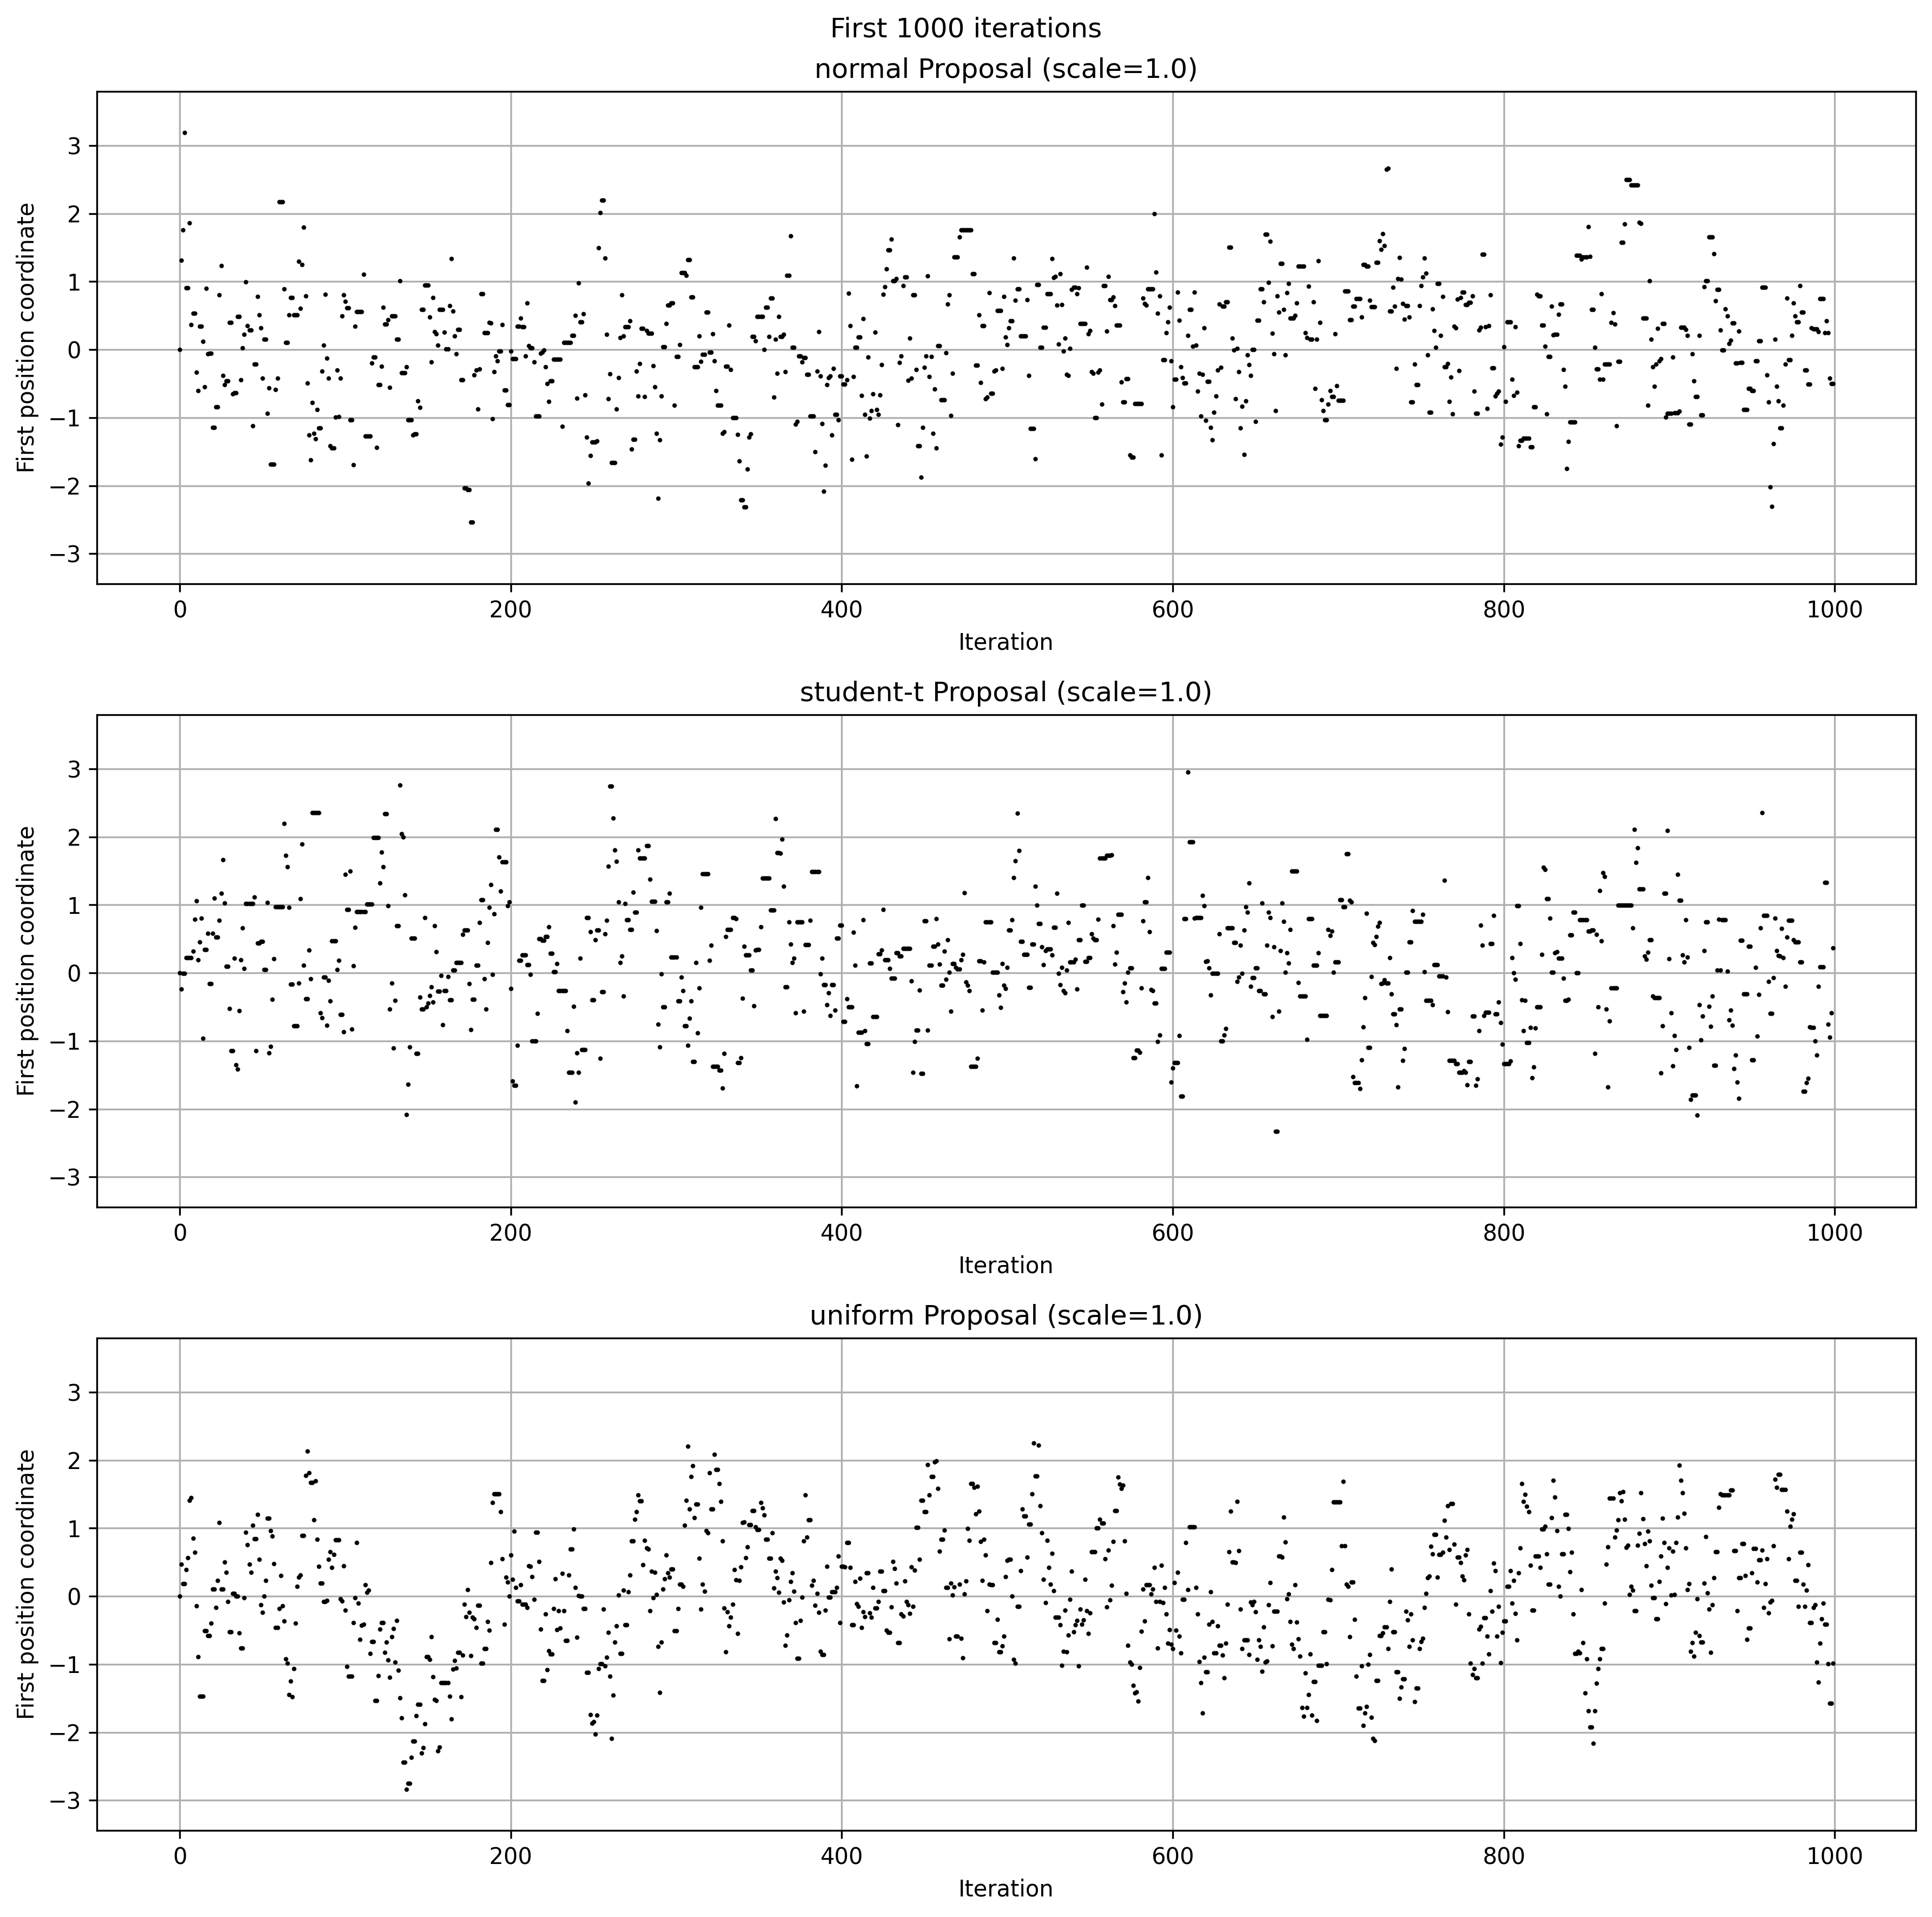 First 1000 iterations
normal Proposal (scale=1.0)
First position coordinate
3
2
1
0
−1
−2
−3
0 200 400 600 800 1000
Iteration
student-t Proposal (scale=1.0)
First position coordinate
3
2
1
0
−1
−2
−3
0 200 400 600 800 1000
Iteration
uniform Proposal (scale=1.0)
First position coordinate
3
2
1
0
−1
−2
−3
0 200 400 600 800 1000
Iteration